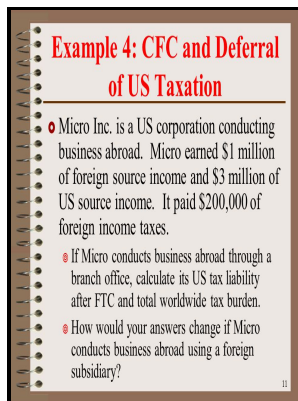 Example 4: CFC and Deferral
of US Taxation
Micro Inc. is a US corporation conducting
business abroad. Micro earned $1 million
of foreign source income and $3 million of
US source income. It paid $200,000 of
foreign income taxes.
If Micro conducts business abroad through a
branch office, calculate its US tax liability
after FTC and total worldwide tax burden.
How would your answers change if Micro
conducts business abroad using a foreign
subsidiary?
11